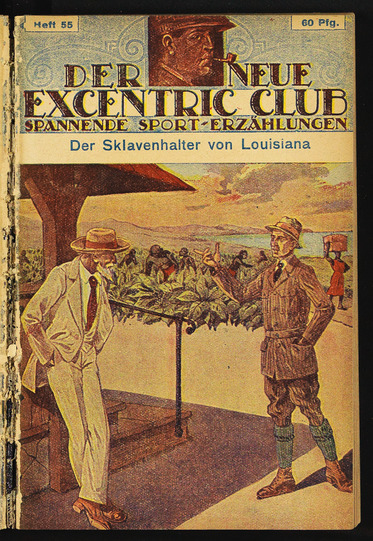 Heft 55
60 Pfg.
DER NEUE
EXCENTRIC CLUB
SPANNENDE SPORT-ERZÄHLUNGEN
Der Sklavenhalter von Louisiana